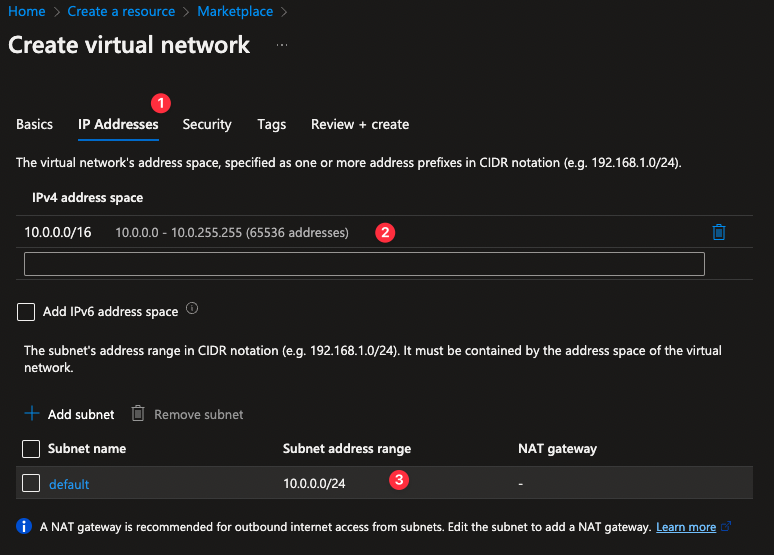 Home > Create a resource > Marketplace >
Create virtual network ...
1
Basics IP Addresses Security Tags Review + create
The virtual network's address space, specified as one or more address prefixes in CIDR notation (e.g. 192.168.1.0/24).
IPv4 address space
10.0.0.0/16 10.0.0.0 - 10.0.255.255 (65536 addresses) 2
Add IPv6 address space
The subnet's address range in CIDR notation (e.g. 192.168.1.0/24). It must be contained by the address space of the virtual
network.
+ Add subnet Remove subnet
Subnet name Subnet address range NAT gateway
default 10.0.0.0/24 3 -
A NAT gateway is recommended for outbound internet access from subnets. Edit the subnet to add a NAT gateway. Learn more